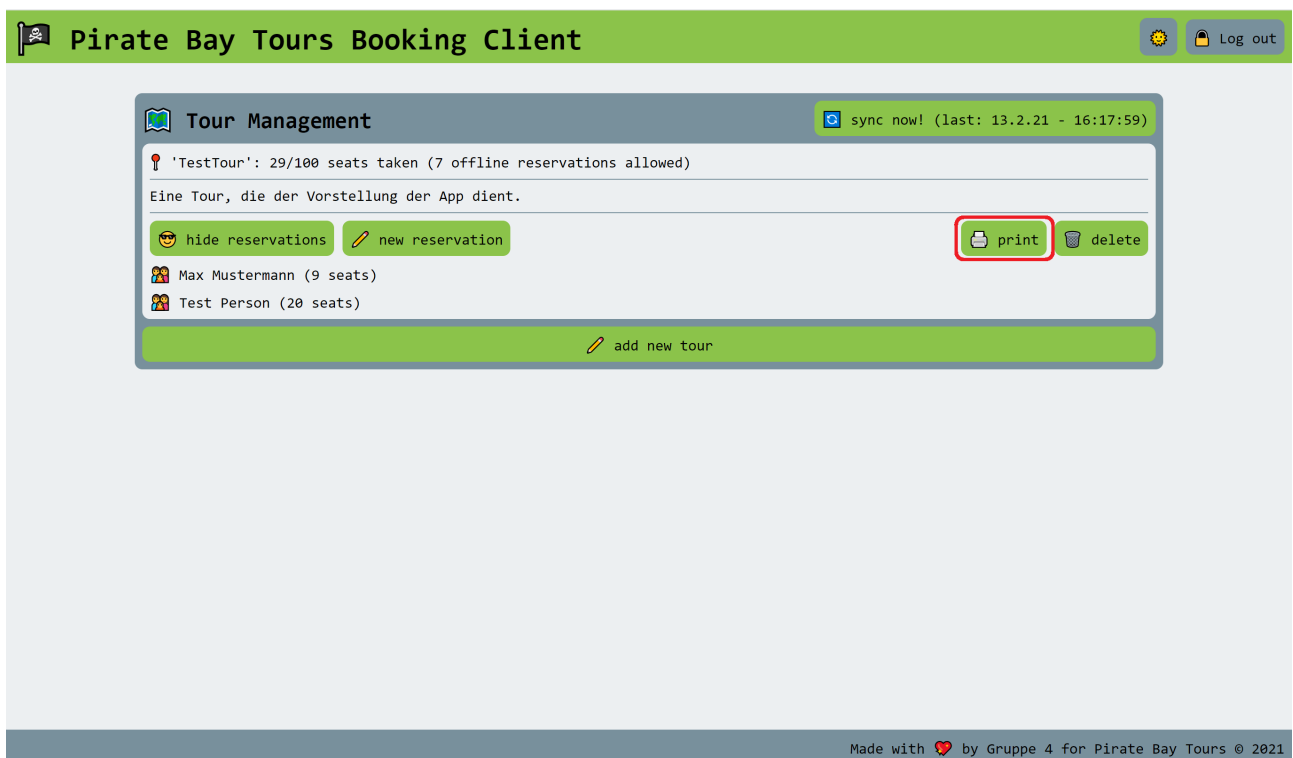 Pirate Bay Tours Booking Client
Log out
Tour Management
sync now! (last: 13.2.21 - 16:17:59)
'TestTour': 29/100 seats taken (7 offline reservations allowed)
Eine Tour, die der Vorstellung der App dient.
hide reservations
new reservation
print
delete
Max Mustermann (9 seats)
Test Person (20 seats)
add new tour
Made with 💖 by Gruppe 4 for Pirate Bay Tours © 2021